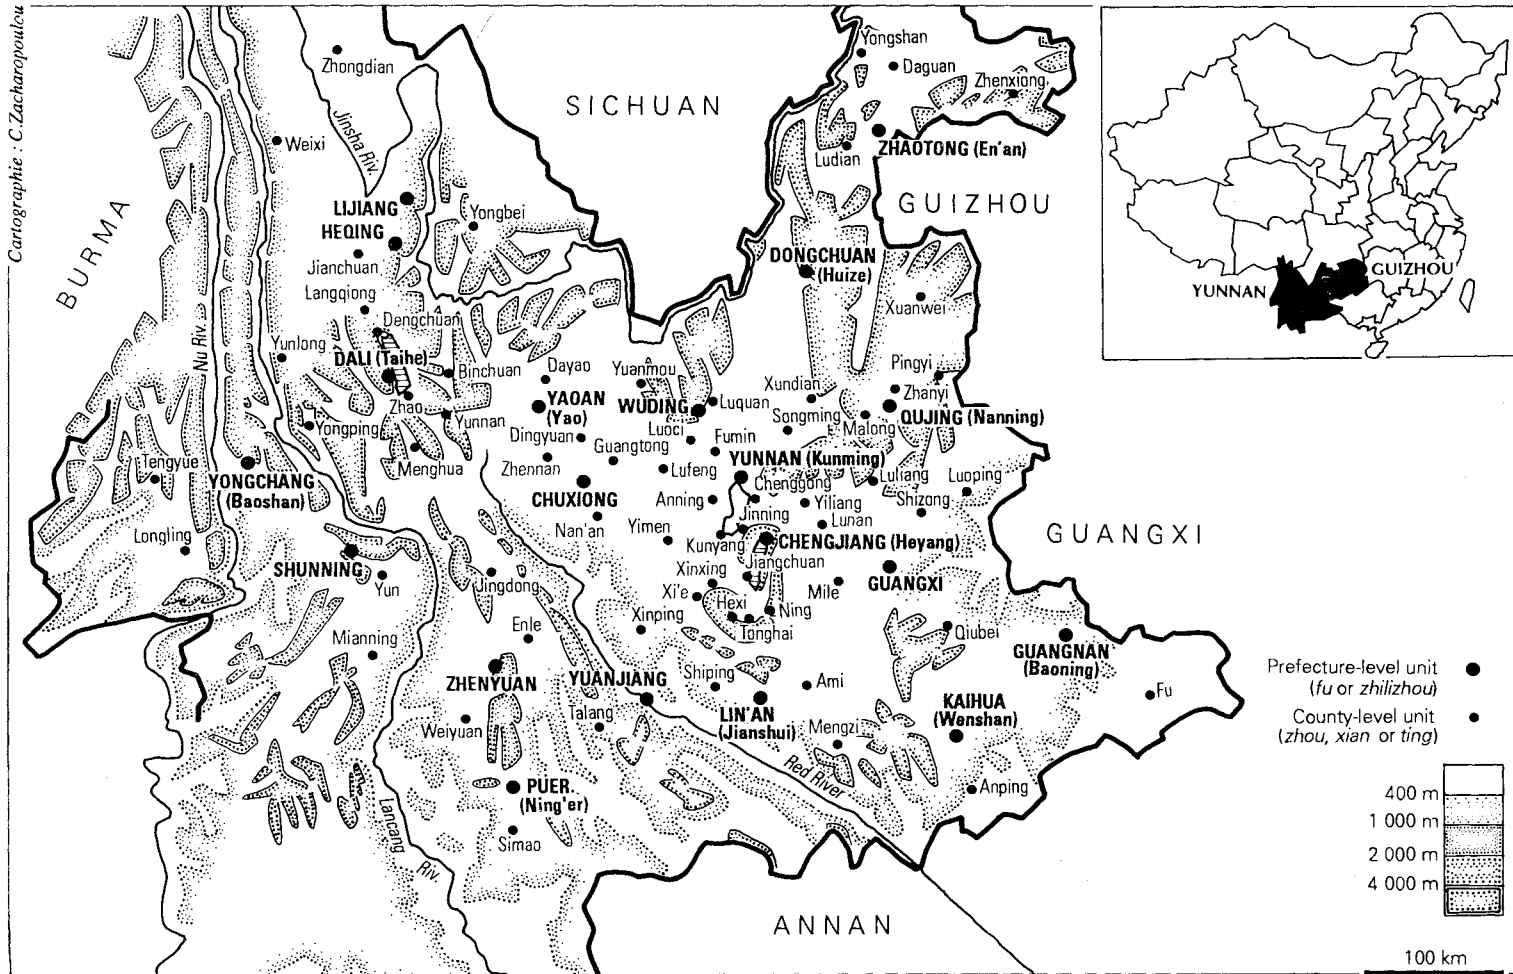 Cartographie : C.Zacharopoulou
Zhongdian
Yongshan
Daguan
Zhenxiong
SICHUAN
Jinsha Riv.
Weixi
ZHAOTONG (En'an)
Ludian
GUIZHOU
BURMA
LIJIANG
HEQING
Yongbei
Jianchuan
DONGCHUAN
(Huize)
Langqiong
Xuanwei
Dengchuan
Nu Riv.
Yunlong
DALI (Taihe)
Binchuan
Dayao
Yuanmou
Xundian
Pingyi
Zhanyi
Zhao
YAOAN
(Yao)
WUDING
Luquan
Songming
Malong
QUJING (Nanning)
Yongping
Yunnan
Dingyuan
Luoci
Fumin
Guangtong
Menghua
Zhennan
Lufeng
YUNNAN (Kunming)
Tengyue
YONGCHANG
(Baoshan)
CHUXIONG
Anning
Chenggong
Luliang
Luoping
Yiliang
Shizong
Jinning
Lunan
Nan'an
Yimen
Longling
Kunyang
CHENGJIANG (Heyang)
GUANGXI
SHUNNING
Jiangchuan
GUANGXI
Yun
Jingdong
Xinxing
Mile
Xi'e
Hexi
Ning
Xinping
Tonghai
Enle
Mianning
Qiubei
GUANGNAN
(Baoning)
ZHENYUAN
YUANJIANG
Shiping
Ami
Fu
LIN'AN
(Jianshui)
KAIHUA
(Wenshan)
Weiyuan
Talang
Mengzi
Red River
PUER.
(Ning'er)
Anping
Lancang
Riv.
Simao
ANNAN
YUNNAN
GUIZHOU
Prefecture-level unit
(fu or zhilizhou)
County-level unit
(zhou, xian or ting)
400 m
1 000 m
2 000 m
4 000 m
100 km